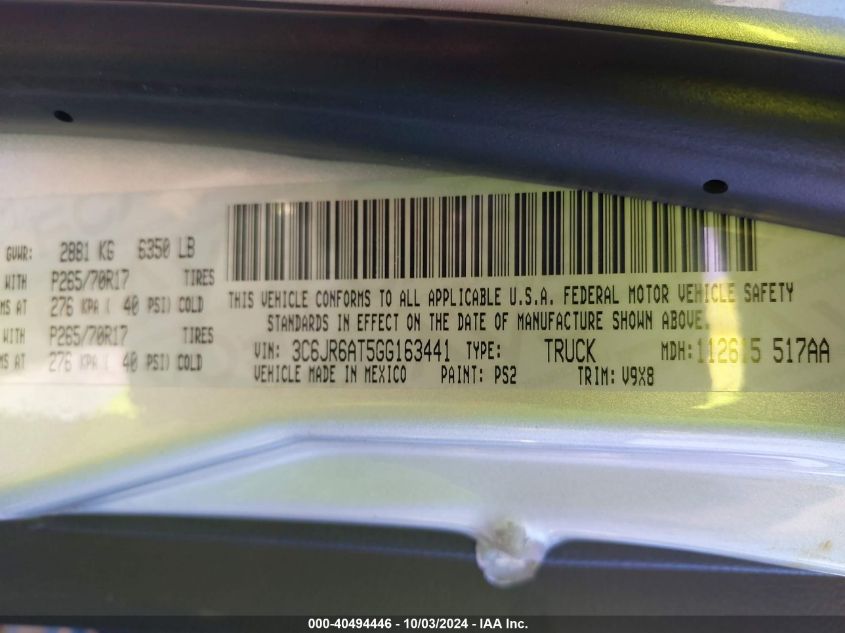 GVWR: 2881 KG 6350 LB
WITH P265/70R17 TIRES
MS AT 276 KPA ( 40 PSI) COLD
WITH P265/70R17 TIRES
MS AT 276 KPA ( 40 PSI) COLD
THIS VEHICLE CONFORMS TO ALL APPLICABLE U.S.A. FEDERAL MOTOR VEHICLE SAFETY
STANDARDS IN EFFECT ON THE DATE OF MANUFACTURE SHOWN ABOVE.
VIN: 3C6JR6AT5GG163441 TYPE: TRUCK MDH: 112615 517AA
VEHICLE MADE IN MEXICO PAINT: PS2 TRIM: V9X8
000-40494446 - 10/03/2024 - IAA Inc.